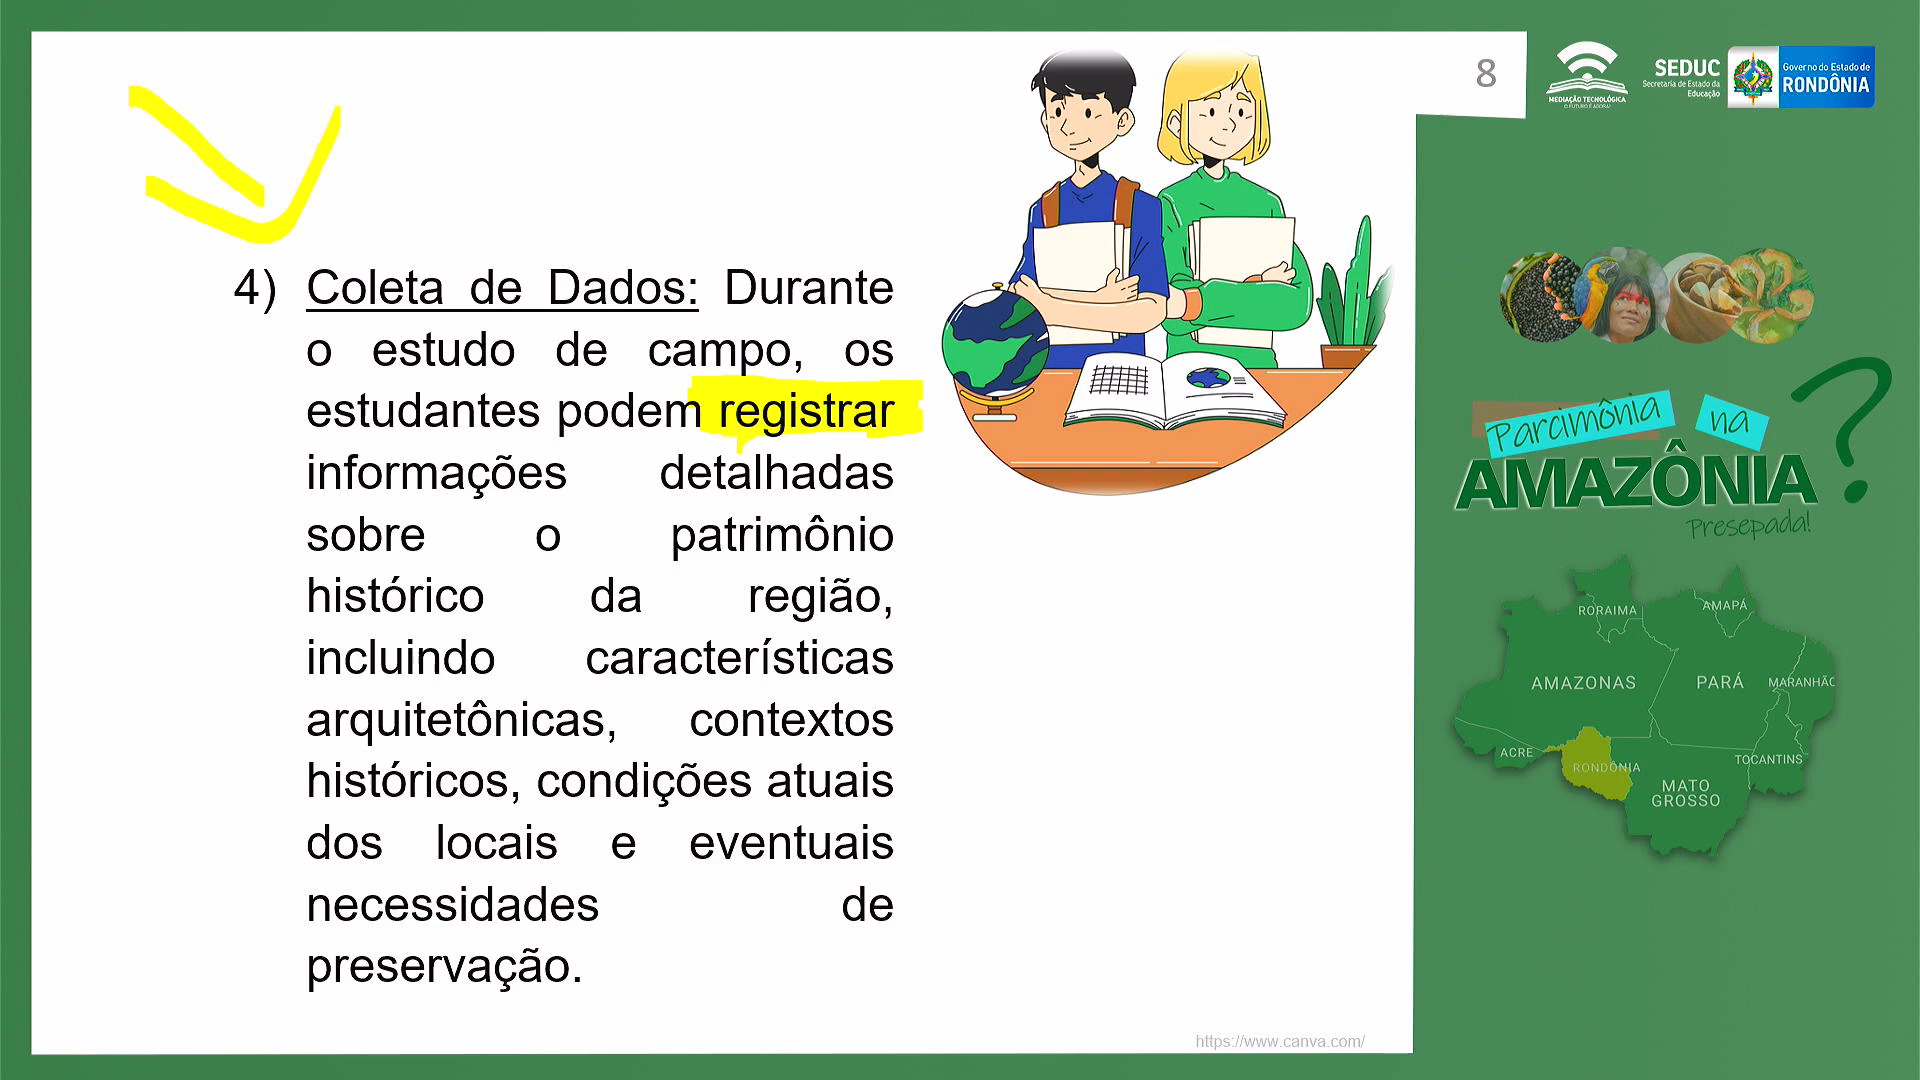 8
MEDIAÇÃO TECNOLÓGICA
O FUTURO É AGORA!
SEDUC
Secretaria de Estado da
Educação
Governo do Estado de
RONDÔNIA
4) Coleta de Dados: Durante
o estudo de campo, os
estudantes podem registrar
informações detalhadas
sobre o patrimônio
histórico da região,
incluindo características
arquitetônicas, contextos
históricos, condições atuais
dos locais e eventuais
necessidades de
preservação.
https://www.canva.com/
Parcimônia na
AMAZÔNIA?
Presepada!
RORAIMA
AMAPÁ
AMAZONAS
PARÁ
MARANHÃO
ACRE
RONDÔNIA
TOCANTINS
MATO
GROSSO